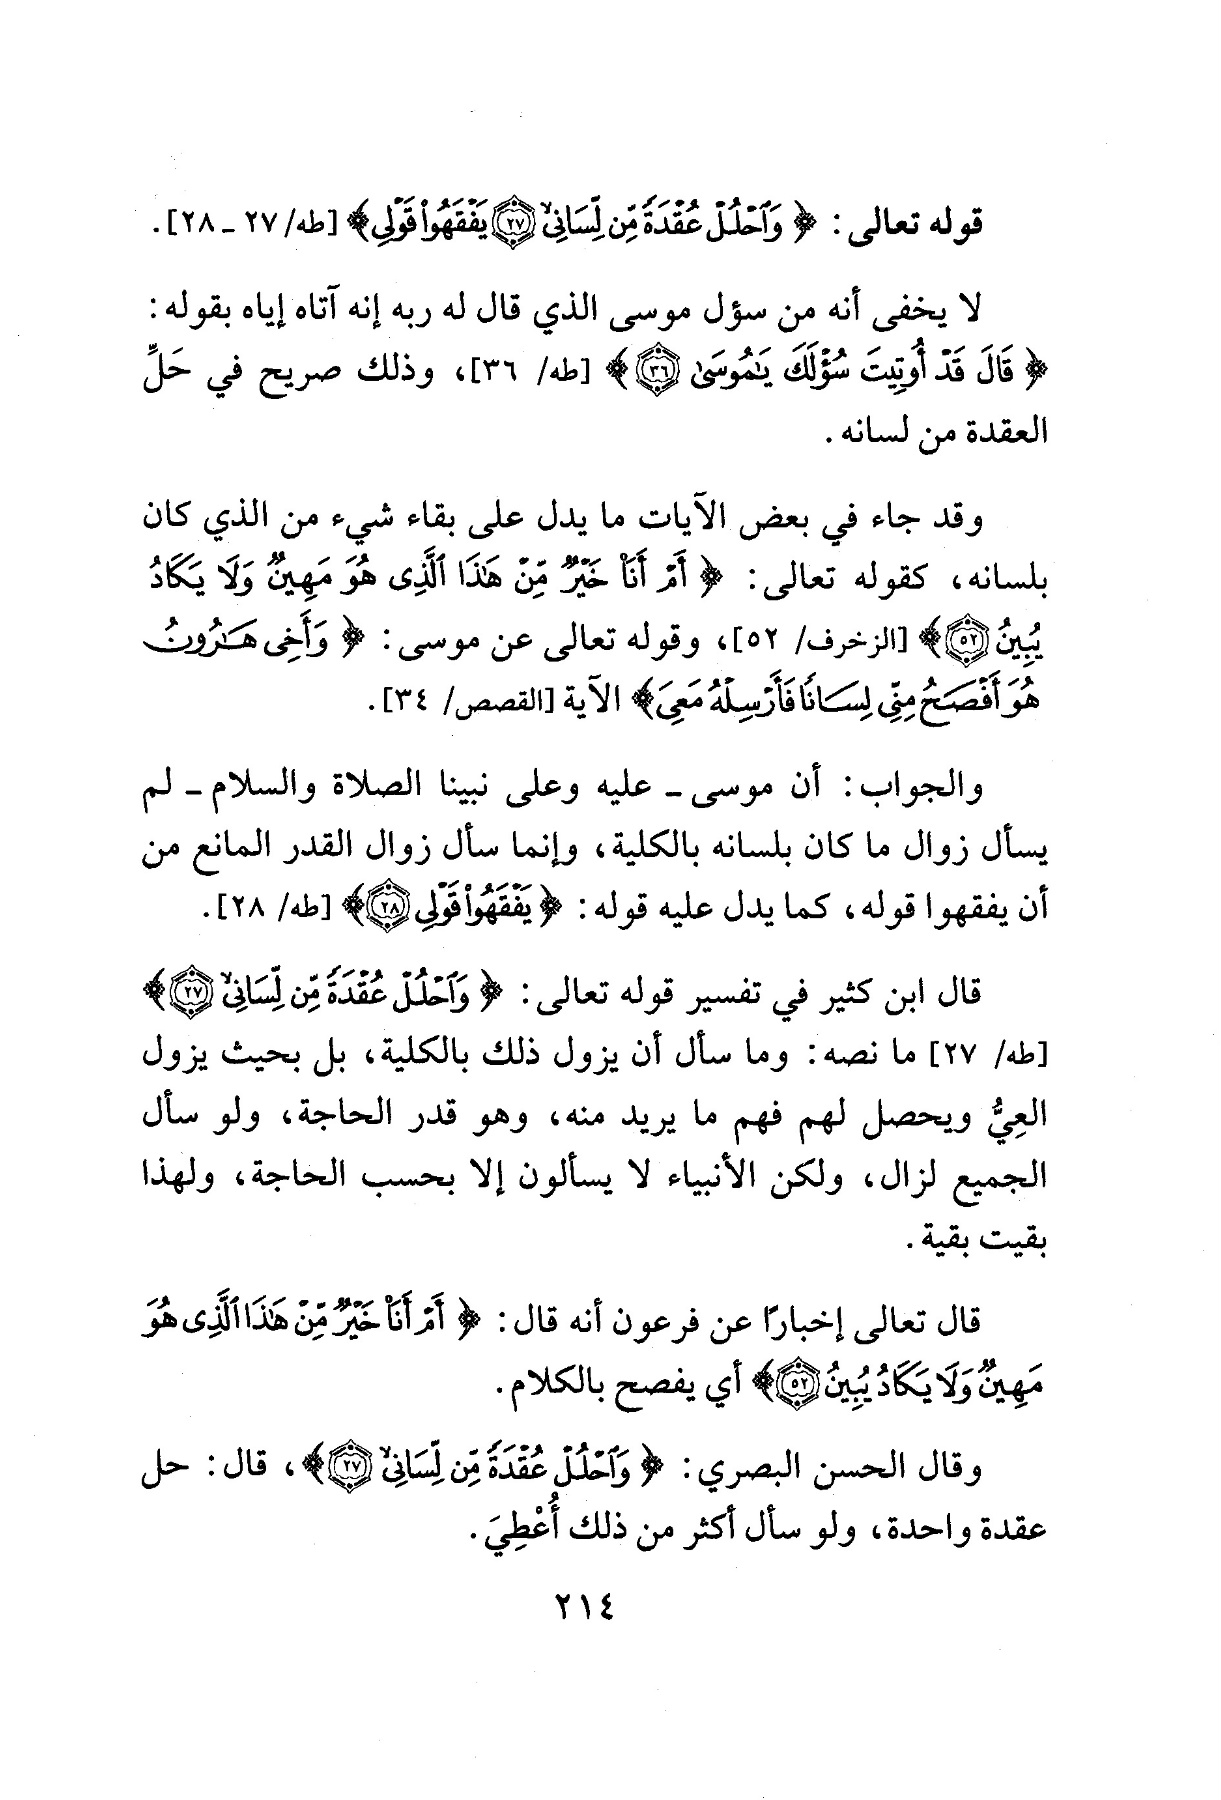 قوله تعالى: ﴿وَٱحۡلُلۡ عُقۡدَةٗ مِّن لِّسَانِي ٢٧ يَفۡقَهُواْ قَوۡلِي﴾ [طه/ ٢٧ ـ ٢٨].
لا يخفى أنه من سؤل موسى الذي قال له ربه إنه آتاه إياه بقوله:
﴿قَالَ قَدۡ أُوتِيتَ سُؤۡلَكَ يَٰمُوسَىٰ ٣٦﴾ [طه/ ٣٦]، وذلك صريح في حَلِّ
العقدة من لسانه.
وقد جاء في بعض الآيات ما يدل على بقاء شيء من الذي كان
بلسانه، كقوله تعالى: ﴿أَمۡ أَنَا۠ خَيۡرٞ مِّنۡ هَٰذَا ٱلَّذِي هُوَ مَهِينٞ وَلَا يَكَادُ
يُبِينُ ٥٢﴾ [الزخرف/ ٥٢]، وقوله تعالى عن موسى: ﴿وَأَخِي هَٰرُونُ
هُوَ أَفۡصَحُ مِنِّي لِسَانٗا فَأَرۡسِلۡهُ مَعِيَ﴾ الآية [القصص/ ٣٤].
والجواب: أن موسى ـ عليه وعلى نبينا الصلاة والسلام ـ لم
يسأل زوال ما كان بلسانه بالكلية، وإنما سأل زوال القدر المانع من
أن يفقهوا قوله، كما يدل عليه قوله: ﴿يَفۡقَهُواْ قَوۡلِي ٢٨﴾ [طه/ ٢٨].
قال ابن كثير في تفسير قوله تعالى: ﴿وَٱحۡلُلۡ عُقۡدَةٗ مِّن لِّسَانِي ٢٧﴾
[طه/ ٢٧] ما نصه: وما سأل أن يزول ذلك بالكلية، بل بحيث يزول
العِيُّ ويحصل لهم فهم ما يريد منه، وهو قدر الحاجة، ولو سأل
الجميع لزال، ولكن الأنبياء لا يسألون إلا بحسب الحاجة، ولهذا
بقيت بقية.
قال تعالى إخبارًا عن فرعون أنه قال: ﴿أَمۡ أَنَا۠ خَيۡرٞ مِّنۡ هَٰذَا ٱلَّذِي هُوَ
مَهِينٞ وَلَا يَكَادُ يُبِينُ ٥٢﴾ أي يفصح بالكلام.
وقال الحسن البصري: ﴿وَٱحۡلُلۡ عُقۡدَةٗ مِّن لِّسَانِي ٢٧﴾، قال: حل
عقدة واحدة، ولو سأل أكثر من ذلك أُعْطِيَ.
٢١٤